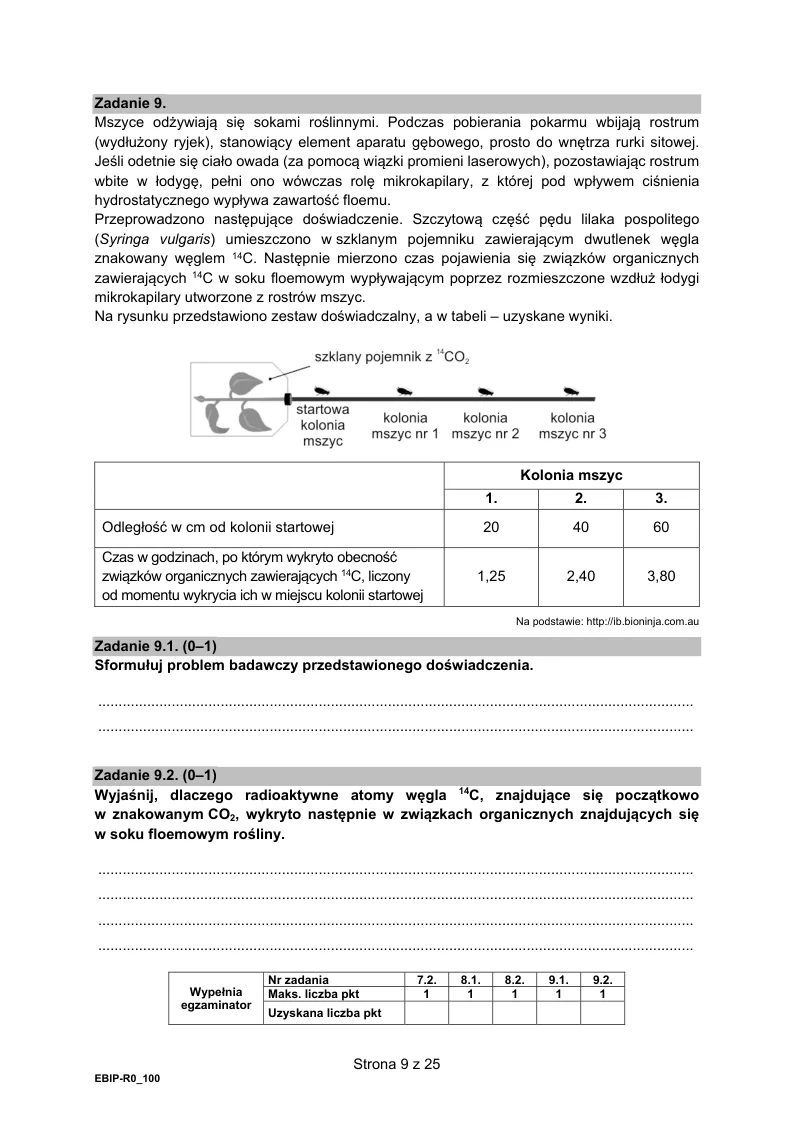 Zadanie 9.
Mszyce odżywiają się sokami roślinnymi. Podczas pobierania pokarmu wbijają rostrum
(wydłużony ryjek), stanowiący element aparatu gębowego, prosto do wnętrza rurki sitowej.
Jeśli odetnie się ciało owada (za pomocą wiązki promieni laserowych), pozostawiając rostrum
wbite w łodygę, pełni ono wówczas rolę mikrokapilary, z której pod wpływem ciśnienia
hydrostatycznego wypływa zawartość floemu.
Przeprowadzono następujące doświadczenie. Szczytową część pędu lilaka pospolitego
(Syringa vulgaris) umieszczono w szklanym pojemniku zawierającym dwutlenek węgla
znakowany węglem ¹⁴C. Następnie mierzono czas pojawienia się związków organicznych
zawierających ¹⁴C w soku floemowym wypływającym poprzez rozmieszczone wzdłuż łodygi
mikrokapilary utworzone z rostrów mszyc.
Na rysunku przedstawiono zestaw doświadczalny, a w tabeli – uzyskane wyniki.
szklany pojemnik z ¹⁴CO₂
startowa kolonia mszyc
kolonia mszyc nr 1
kolonia mszyc nr 2
kolonia mszyc nr 3
Kolonia mszyc
1. 2. 3.
Odległość w cm od kolonii startowej 20 40 60
Czas w godzinach, po którym wykryto obecność
związków organicznych zawierających ¹⁴C, liczony 1,25 2,40 3,80
od momentu wykrycia ich w miejscu kolonii startowej
Na podstawie: http://ib.bioninja.com.au
Zadanie 9.1. (0–1)
Sformułuj problem badawczy przedstawionego doświadczenia.
Zadanie 9.2. (0–1)
Wyjaśnij, dlaczego radioaktywne atomy węgla ¹⁴C, znajdujące się początkowo
w znakowanym CO₂, wykryto następnie w związkach organicznych znajdujących się
w soku floemowym rośliny.
Wypełnia egzaminator
Nr zadania 7.2. 8.1. 8.2. 9.1. 9.2.
Maks. liczba pkt 1 1 1 1 1
Uzyskana liczba pkt
Strona 9 z 25
EBIP-R0_100